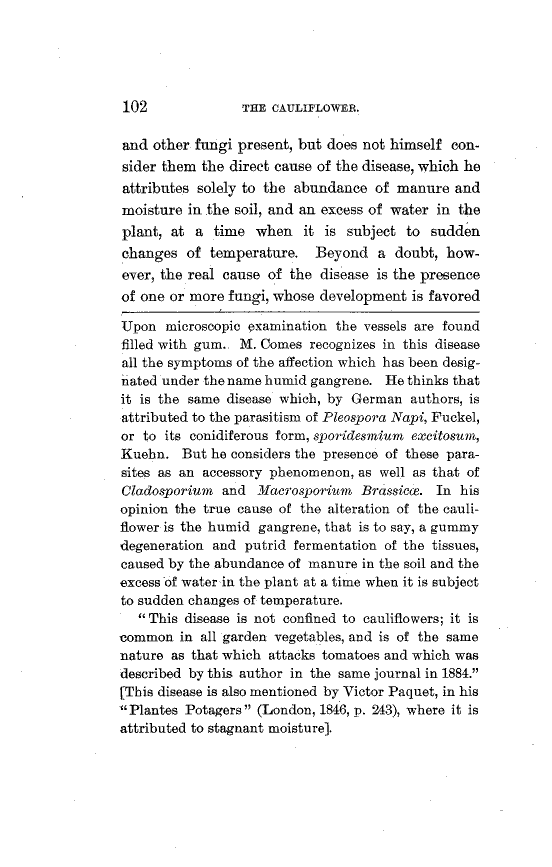 102 THE CAULIFLOWER.
and other fungi present, but does not himself con-
sider them the direct cause of the disease, which he
attributes solely to the abundance of manure and
moisture in the soil, and an excess of water in the
plant, at a time when it is subject to sudden
changes of temperature. Beyond a doubt, how-
ever, the real cause of the disease is the presence
of one or more fungi, whose development is favored
Upon microscopic examination the vessels are found
filled with gum. M. Comes recognizes in this disease
all the symptoms of the affection which has been desig-
nated under the name humid gangrene. He thinks that
it is the same disease which, by German authors, is
attributed to the parasitism of Pleospora Napi, Fuckel,
or to its conidiferous form, sporidesmium excitosum,
Kuehn. But he considers the presence of these para-
sites as an accessory phenomenon, as well as that of
Cladosporium and Macrosporium Brassicæ. In his
opinion the true cause of the alteration of the cauli-
flower is the humid gangrene, that is to say, a gummy
degeneration and putrid fermentation of the tissues,
caused by the abundance of manure in the soil and the
excess of water in the plant at a time when it is subject
to sudden changes of temperature.
"This disease is not confined to cauliflowers; it is
common in all garden vegetables, and is of the same
nature as that which attacks tomatoes and which was
described by this author in the same journal in 1884."
[This disease is also mentioned by Victor Paquet, in his
"Plantes Potagers" (London, 1846, p. 243), where it is
attributed to stagnant moisture].